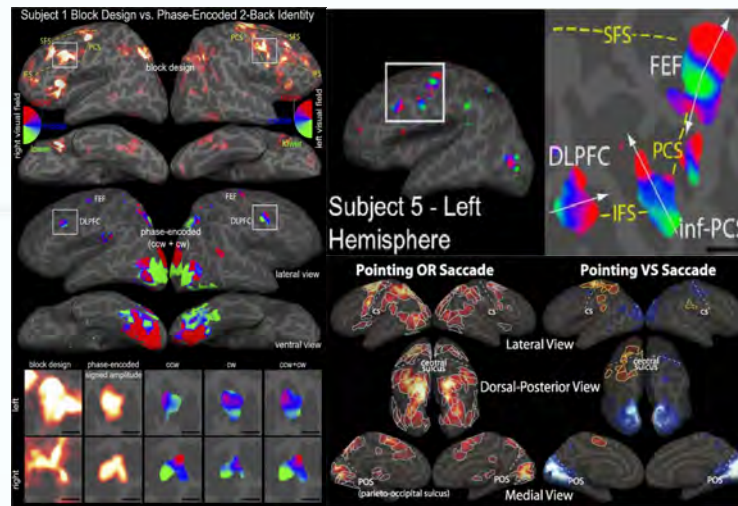 Subject 1 Block Design vs. Phase-Encoded 2-Back Identity
PCS SFS
SFS PCS
IFS
block design
right visual field
left visual field
lower
lower
FEF FEF
DLPFC DLPFC
phase-encoded
(ccw + cw)
lateral view
ventral view
block design phase-encoded signed amplitude ccw cw ccw+cw
left
right
Subject 5 - Left
Hemisphere
SFS
FEF
PCS
DLPFC
IFS
inf-PCS
Pointing OR Saccade
Pointing VS Saccade
CS CS CS CS
Lateral View
central
sulcus
central
sulcus
Dorsal-Posterior View
POS POS POS POS
(parieto-occipital sulcus)
Medial View